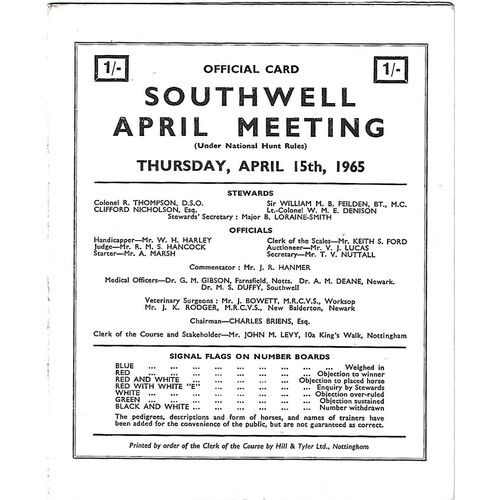 1/- OFFICIAL CARD 1/-
SOUTHWELL
APRIL MEETING
(Under National Hunt Rules)
THURSDAY, APRIL 15th, 1965
STEWARDS
Colonel R. THOMPSON, D.S.O. Sir WILLIAM M. B. FEILDEN, BT., M.C.
CLIFFORD NICHOLSON, Esq. Lt.-Colonel W. M. E. DENISON
Stewards' Secretary : Major B. LORAINE-SMITH
OFFICIALS
Handicapper—Mr. W. H. HARLEY Clerk of the Scales—Mr. KEITH S. FORD
Judge—Mr. R. M. S. HANCOCK Auctioneer—Mr. V. J. LUCAS
Starter—Mr. A. MARSH Secretary—Mr. T. V. NUTTALL
Commentator : Mr. J. R. HANMER
Medical Officers—Dr. G. M. GIBSON, Farnsfield, Notts. Dr. A. M. DEANE, Newark.
Dr. M. S. DUFFY, Southwell
Veterinary Surgeons : Mr. J. BOWETT, M.R.C.V.S., Worksop
Mr. J. K. RODGER, M.R.C.V.S., New Balderton, Newark
Chairman—CHARLES BRIENS, Esq.
Clerk of the Course and Stakeholder—Mr. JOHN M. LEVY, 10a King's Walk, Nottingham
SIGNAL FLAGS ON NUMBER BOARDS
BLUE ... ... ... ... ... ... ... ... ... Weighed in
RED ... ... ... ... ... ... ... ... Objection to winner
RED AND WHITE ... ... ... ... ... ... Objection to placed horse
RED WITH WHITE "E" ... ... ... ... ... ... Enquiry by Stewards
WHITE ... ... ... ... ... ... ... ... Objection over-ruled
GREEN ... ... ... ... ... ... ... ... Objection sustained
BLACK AND WHITE ... ... ... ... ... ... ... Number withdrawn
The pedigrees, descriptions and form of horses, and names of trainers have
been added for the convenience of the public, but are not guaranteed as correct.
Printed by order of the Clerk of the Course by Hill & Tyler Ltd., Nottingham